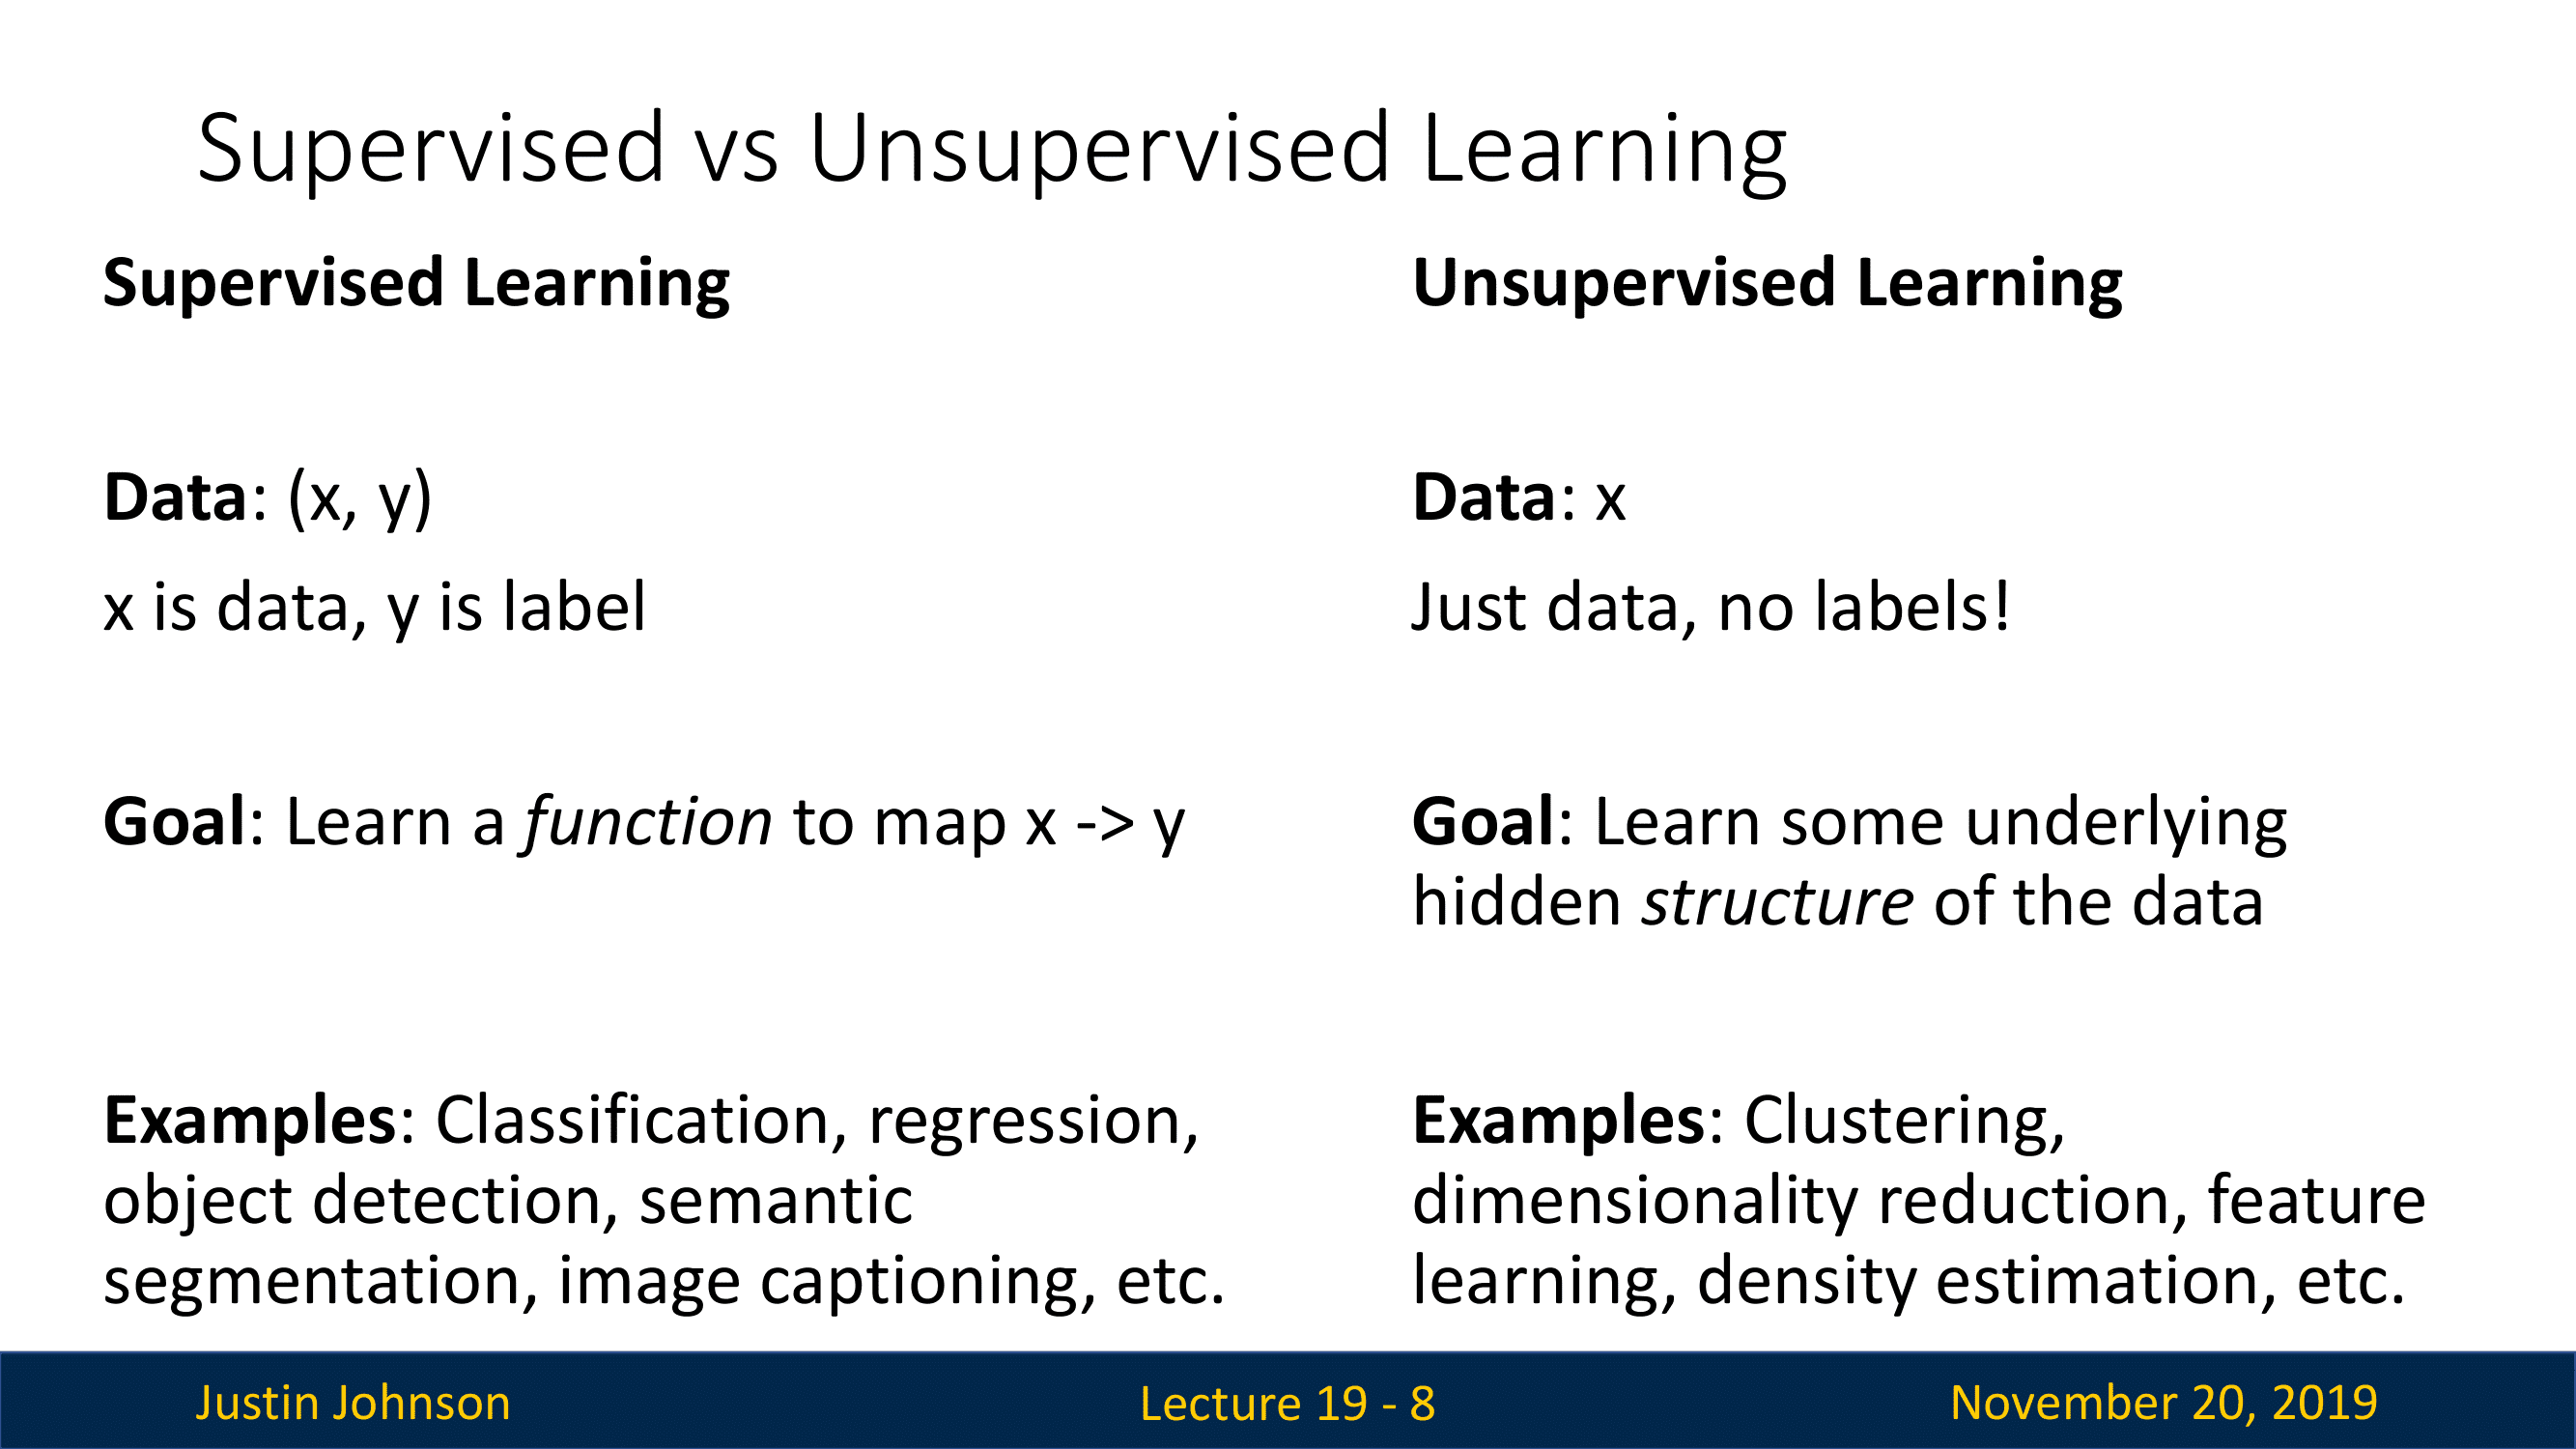 Supervised vs Unsupervised Learning
Supervised Learning
Data: (x, y)
x is data, y is label
Goal: Learn a function to map x -> y
Examples: Classification, regression,
object detection, semantic
segmentation, image captioning, etc.
Unsupervised Learning
Data: x
Just data, no labels!
Goal: Learn some underlying
hidden structure of the data
Examples: Clustering,
dimensionality reduction, feature
learning, density estimation, etc.
Justin Johnson
Lecture 19 - 8
November 20, 2019